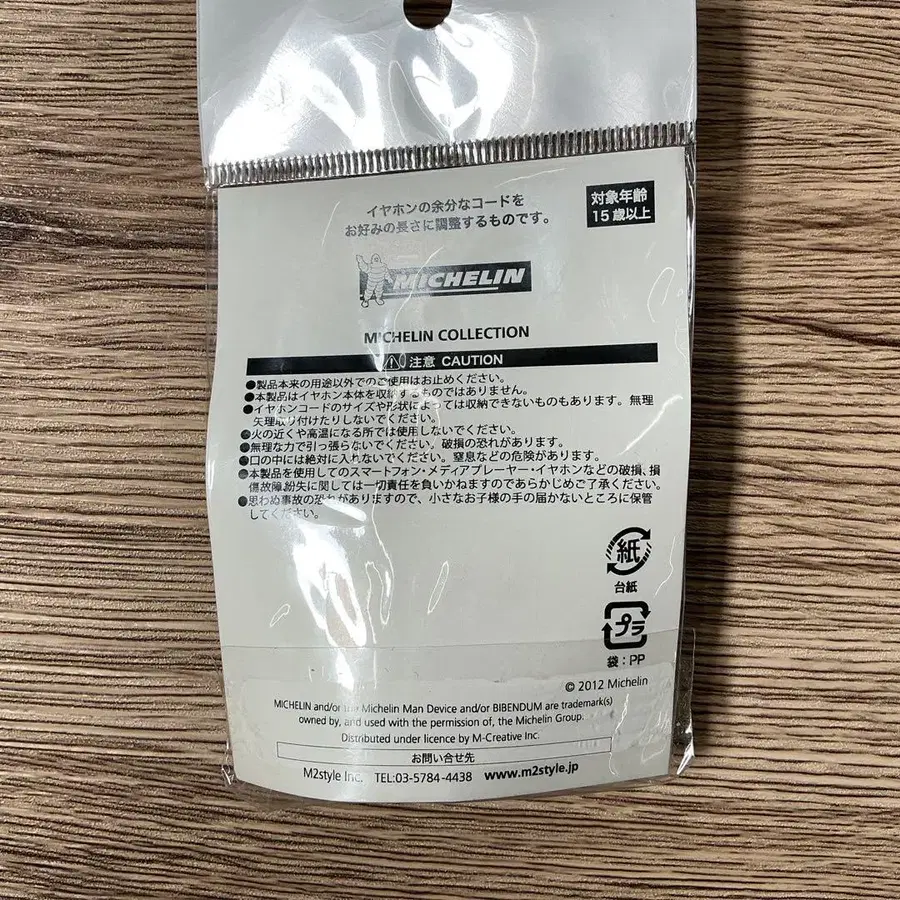 イヤホンの余分なコードを
お好みの長さに調整するものです。
対象年齢
15歳以上
MICHELIN
MICHELIN COLLECTION
注意 CAUTION
●製品本来の用途以外でのご使用はお止めください。
●本製品はイヤホン本体を収納するものではありません。
●イヤホンコードのサイズや形状によっては収納できないものもあります。無理
矢理取り付けたりしないでください。
●火の近くや高温になる所では使用しないでください。
●無理な力で引っ張らないでください。破損の恐れがあります。
●口の中には絶対に入れないでください。窒息などの危険があります。
●本製品を使用してのスマートフォン・メディアプレーヤー・イヤホンなどの破損、損
傷故障,紛失に関しては一切責任を負いかねますのであらかじめご了承ください。
●思わぬ事故の恐れがありますので、小さなお子様の手の届かないところに保管
してください。
紙
台紙
プラ
袋：PP
© 2012 Michelin
MICHELIN and/or the Michelin Man Device and/or BIBENDUM are trademark(s)
owned by, and used with the permission of, the Michelin Group.
Distributed under licence by M-Creative Inc.
お問い合せ先
M2style Inc. TEL:03-5784-4438 www.m2style.jp